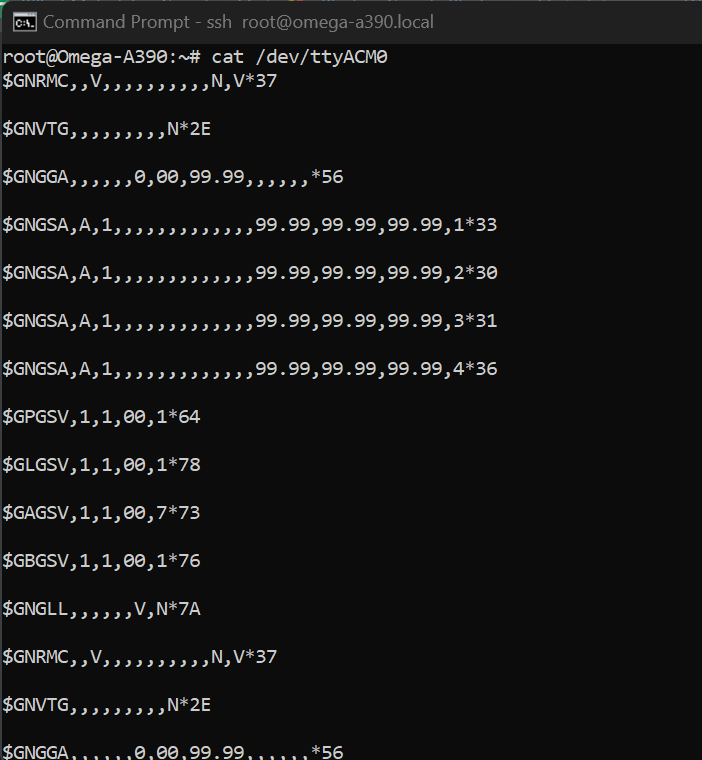 Command Prompt - ssh root@omega-a390.local
root@Omega-A390:~# cat /dev/ttyACM0
$GNRMC,,V,,,,,,,,,,N,V*37
$GNVTG,,,,,,,,,N*2E
$GNGGA,,,,,,0,00,99.99,,,,,,*56
$GNGSA,A,1,,,,,,,,,,,,,99.99,99.99,99.99,1*33
$GNGSA,A,1,,,,,,,,,,,,,99.99,99.99,99.99,2*30
$GNGSA,A,1,,,,,,,,,,,,,99.99,99.99,99.99,3*31
$GNGSA,A,1,,,,,,,,,,,,,99.99,99.99,99.99,4*36
$GPGSV,1,1,00,1*64
$GLGSV,1,1,00,1*78
$GAGSV,1,1,00,7*73
$GBGSV,1,1,00,1*76
$GNGLL,,,,,,V,N*7A
$GNRMC,,V,,,,,,,,,,N,V*37
$GNVTG,,,,,,,,,N*2E
$GNGGA,,,,,,0,00,99.99,,,,,,*56